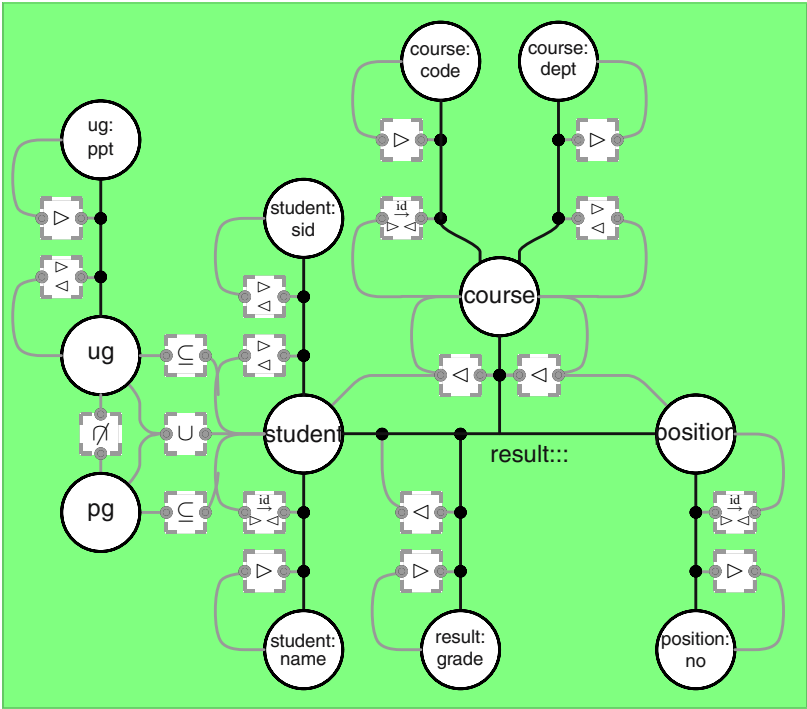 course:
code
course:
dept
▷
▷
ug:
ppt
student:
sid
id
→
▷ ◁
▷
◁
▷
▷
◁
▷
◁
course
ug
⊆
▷
◁
◁
◁
⊄
∪
student
position
result:::
pg
⊆
id
→
▷ ◁
◁
id
→
▷ ◁
▷
▷
▷
student:
name
result:
grade
position:
no